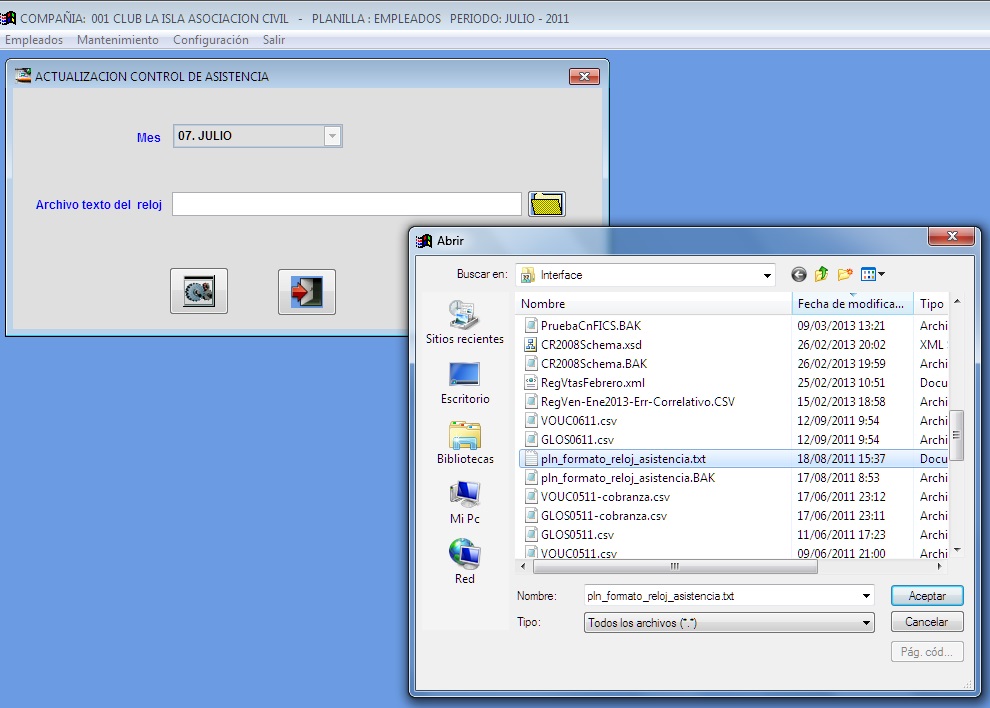 COMPAÑIA: 001 CLUB LA ISLA ASOCIACION CIVIL - PLANILLA : EMPLEADOS PERIODO: JULIO - 2011
Empleados Mantenimiento Configuración Salir
ACTUALIZACION CONTROL DE ASISTENCIA
Mes 07. JULIO
Archivo texto del reloj
Abrir
Buscar en: Interface
Nombre Fecha de modifica... Tipo
PruebaCnFICS.BAK 09/03/2013 13:21 Archi
CR2008Schema.xsd 26/02/2013 20:02 XML
CR2008Schema.BAK 26/02/2013 19:59 Archi
RegVtasFebrero.xml 25/02/2013 10:51 Docu
RegVen-Ene2013-Err-Correlativo.CSV 15/02/2013 18:58 Archi
VOUC0611.csv 12/09/2011 9:54 Archi
GLOS0611.csv 12/09/2011 9:54 Archi
pln_formato_reloj_asistencia.txt 18/08/2011 15:37 Docu
pln_formato_reloj_asistencia.BAK 17/08/2011 8:53 Archi
VOUC0511-cobranza.csv 17/06/2011 23:12 Archi
GLOS0511-cobranza.csv 17/06/2011 23:11 Archi
GLOS0511.csv 11/06/2011 17:23 Archi
VOUC0511.csv 09/06/2011 21:00 Archi
Sitios recientes
Escritorio
Bibliotecas
Mi Pc
Red
Nombre: pln_formato_reloj_asistencia.txt Aceptar
Tipo: Todos los archivos (*.*) Cancelar
Pág. cód...